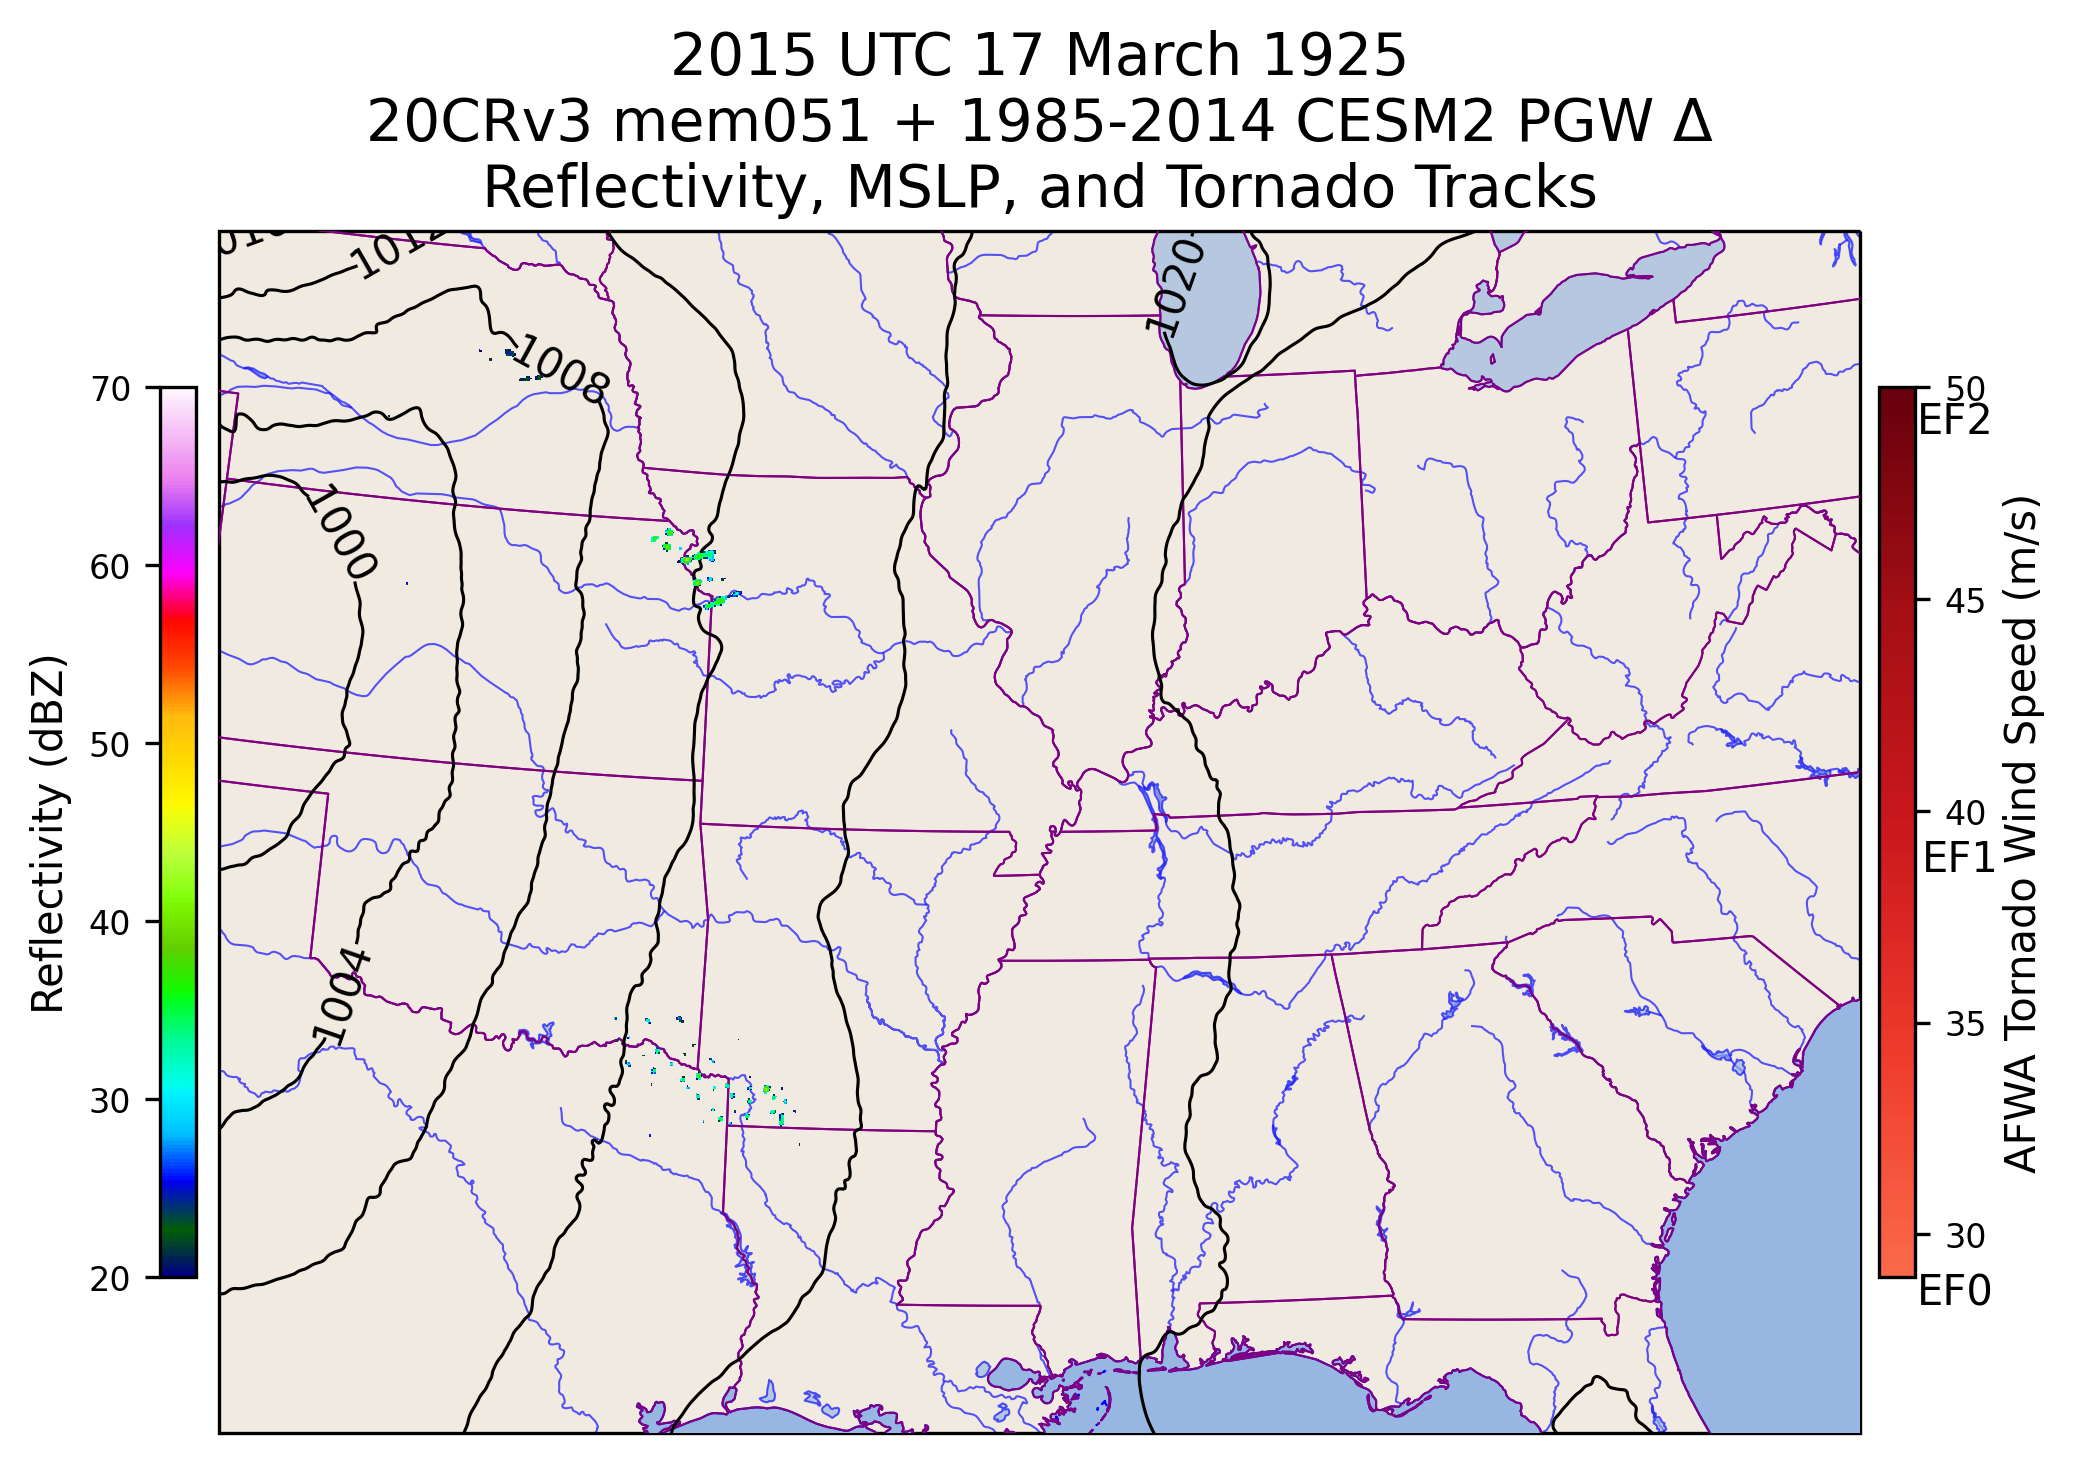 2015 UTC 17 March 1925
20CRv3 mem051 + 1985-2014 CESM2 PGW Δ
Reflectivity, MSLP, and Tornado Tracks
1012
1020
1008
1000
1004
70
60
50
40
30
20
Reflectivity (dBZ)
50
EF2
45
40
EF1
35
30
EF0
AFWA Tornado Wind Speed (m/s)